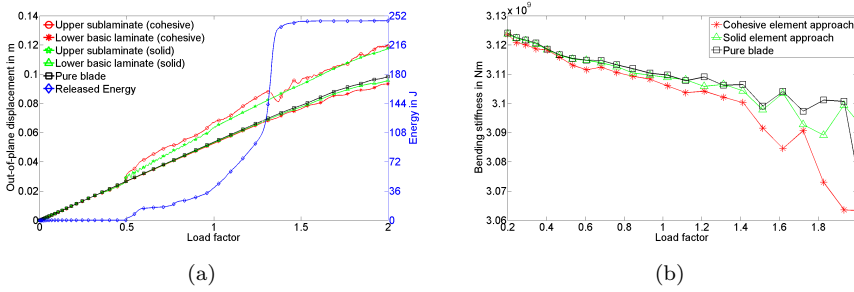 0.14
0.12
0.1
0.08
0.06
0.04
0.02
0
Out-of-plane displacement in m
Upper sublaminate (cohesive)
Lower basic laminate (cohesive)
Upper sublaminate (solid)
Lower basic laminate (solid)
Pure blade
Released Energy
252
216
180
144
108
72
36
0
Energy in J
0 0.5 1 1.5 2
Load factor
(a)
x 10^9
3.13
3.12
3.11
3.1
3.09
3.08
3.07
3.06
Bending stiffness in Nm
Cohesive element approach
Solid element approach
Pure blade
0.2 0.4 0.6 0.8 1 1.2 1.4 1.6 1.8
Load factor
(b)